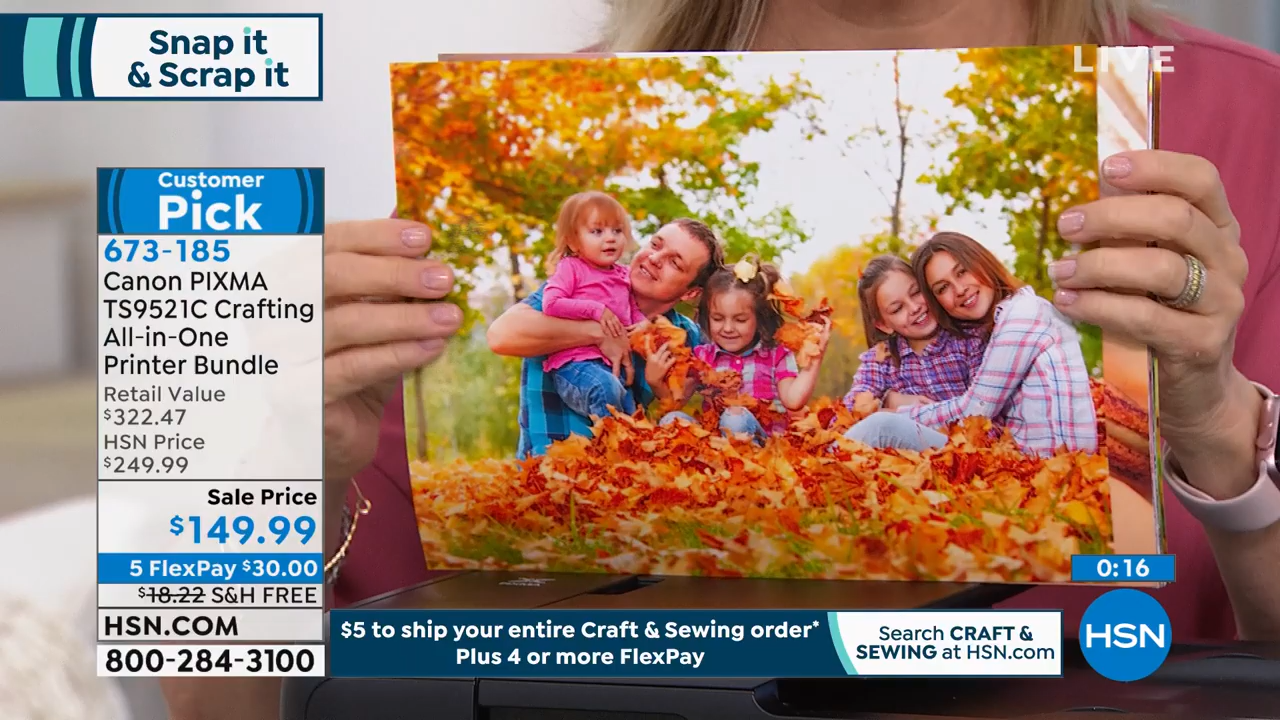 Snap it
& Scrap it
LIVE
Customer
Pick
673-185
Canon PIXMA
TS9521C Crafting
All-in-One
Printer Bundle
Retail Value
$322.47
HSN Price
$249.99
Sale Price
$149.99
5 FlexPay $30.00
$18.22 S&H FREE
HSN.COM
800-284-3100
$5 to ship your entire Craft & Sewing order*
Plus 4 or more FlexPay
Search CRAFT &
SEWING at HSN.com
0:16
HSN